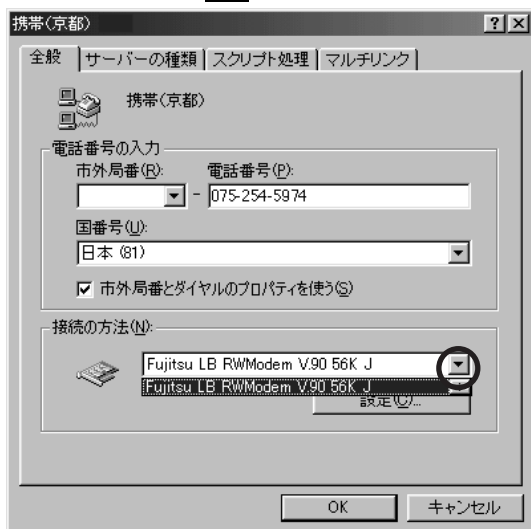 携帯(京都)
全般 サーバーの種類 スクリプト処理 マルチリンク
携帯(京都)
電話番号の入力
市外局番(R): 電話番号(P):
- 075-254-5974
国番号(U):
日本 (81)
市外局番とダイヤルのプロパティを使う(S)
接続の方法(N):
Fujitsu LB RWModem V.90 56K J
Fujitsu LB RWModem V.90 56K J
設定(C)...
OK キャンセル